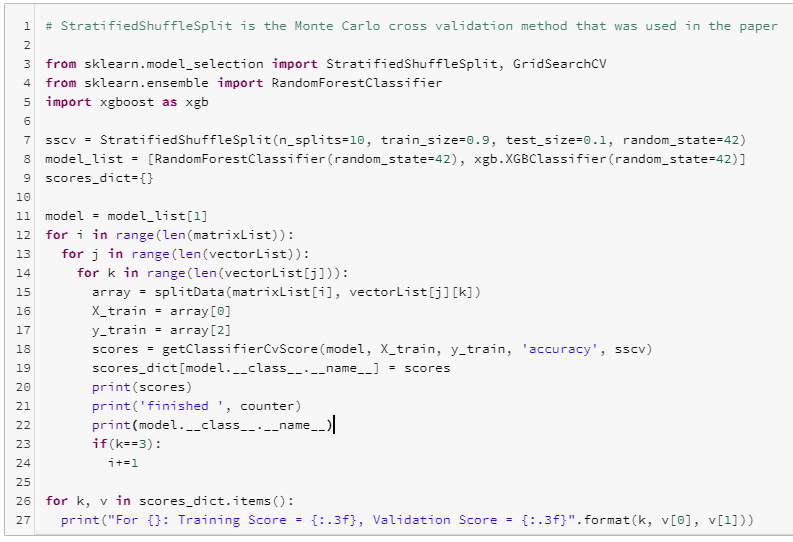 1 # StratifiedShuffleSplit is the Monte Carlo cross validation method that was used in the paper
2
3 from sklearn.model_selection import StratifiedShuffleSplit, GridSearchCV
4 from sklearn.ensemble import RandomForestClassifier
5 import xgboost as xgb
6
7 sscv = StratifiedShuffleSplit(n_splits=10, train_size=0.9, test_size=0.1, random_state=42)
8 model_list = [RandomForestClassifier(random_state=42), xgb.XGBClassifier(random_state=42)]
9 scores_dict={}
10
11 model = model_list[1]
12 for i in range(len(matrixList)):
13   for j in range(len(vectorList)):
14     for k in range(len(vectorList[j])):
15       array = splitData(matrixList[i], vectorList[j][k])
16       X_train = array[0]
17       y_train = array[2]
18       scores = getClassifierCvScore(model, X_train, y_train, 'accuracy', sscv)
19       scores_dict[model.__class__.__name__] = scores
20       print(scores)
21       print('finished ', counter)
22       print(model.__class__.__name__)
23       if(k==3):
24         i+=1
25
26 for k, v in scores_dict.items():
27   print("For {}: Training Score = {:.3f}, Validation Score = {:.3f}".format(k, v[0], v[1]))